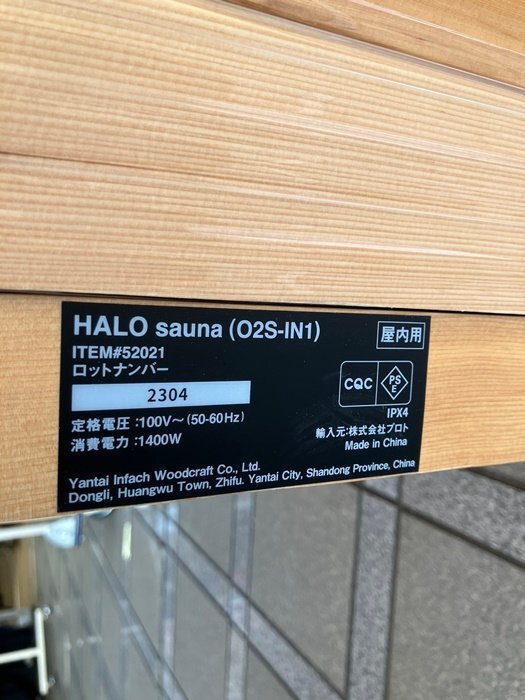 HALO sauna (O2S-IN1)
屋内用
ITEM#52021
ロットナンバー
2304
CQC
PS
E
IPX4
定格電圧：100V～(50-60Hz)
消費電力：1400W
輸入元：株式会社プロト
Made in China
Yantai Infach Woodcraft Co., Ltd.
Dongli, Huangwu Town, Zhifu. Yantai City, Shandong Province, China